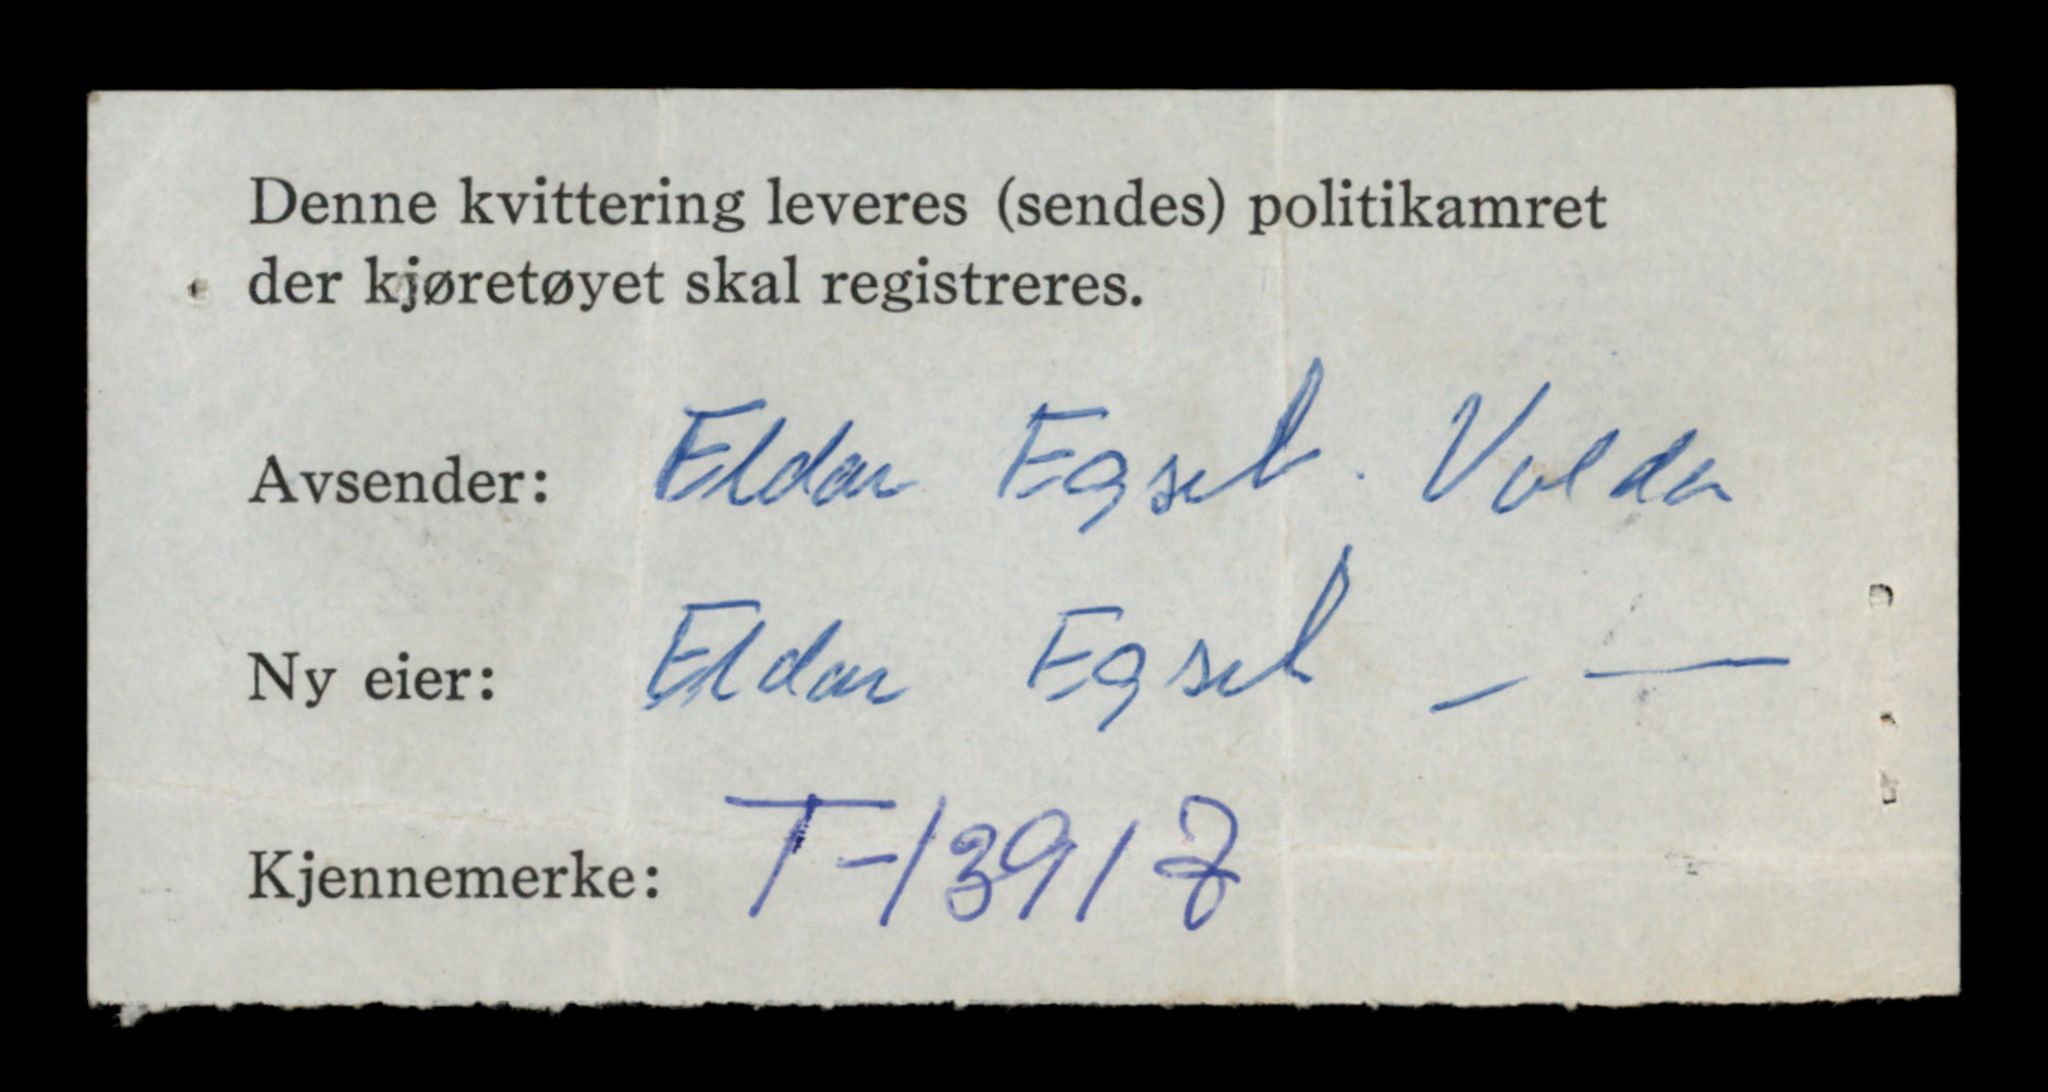 Denne kvittering leveres (sendes) politikamret
der kjøretøyet skal registreres.
Avsender: Eldar Egset. Volda
Ny eier: Eldar Egset — —
Kjennemerke: T-13918